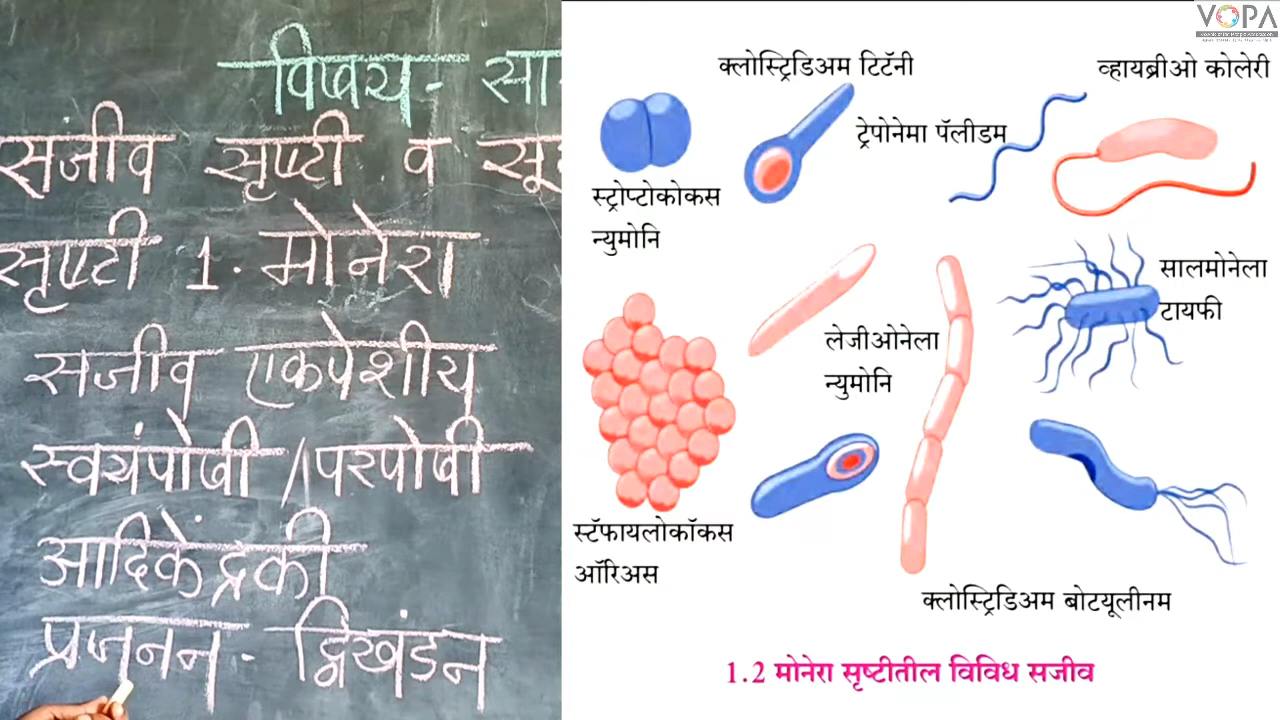 विषय - सा
सजीव सृष्टी व सू
सृष्टी 1. मोनेरा
सजीव एकपेशीय
स्वयंपोषी / परपोषी
आदिकेंद्रकी
प्रजनन - द्विखंडन
VOPA
क्लोस्ट्रिडिअम टिटॅनी
व्हायब्रीओ कोलेरी
ट्रेपोनेमा पॅलीडम
स्ट्रोप्टोकोकस
न्युमोनि
सालमोनेला
टायफी
लेजीओनेला
न्युमोनि
स्टॅफायलोकॉकस
ऑरिअस
क्लोस्ट्रिडिअम बोटयूलीनम
1.2 मोनेरा सृष्टीतील विविध सजीव